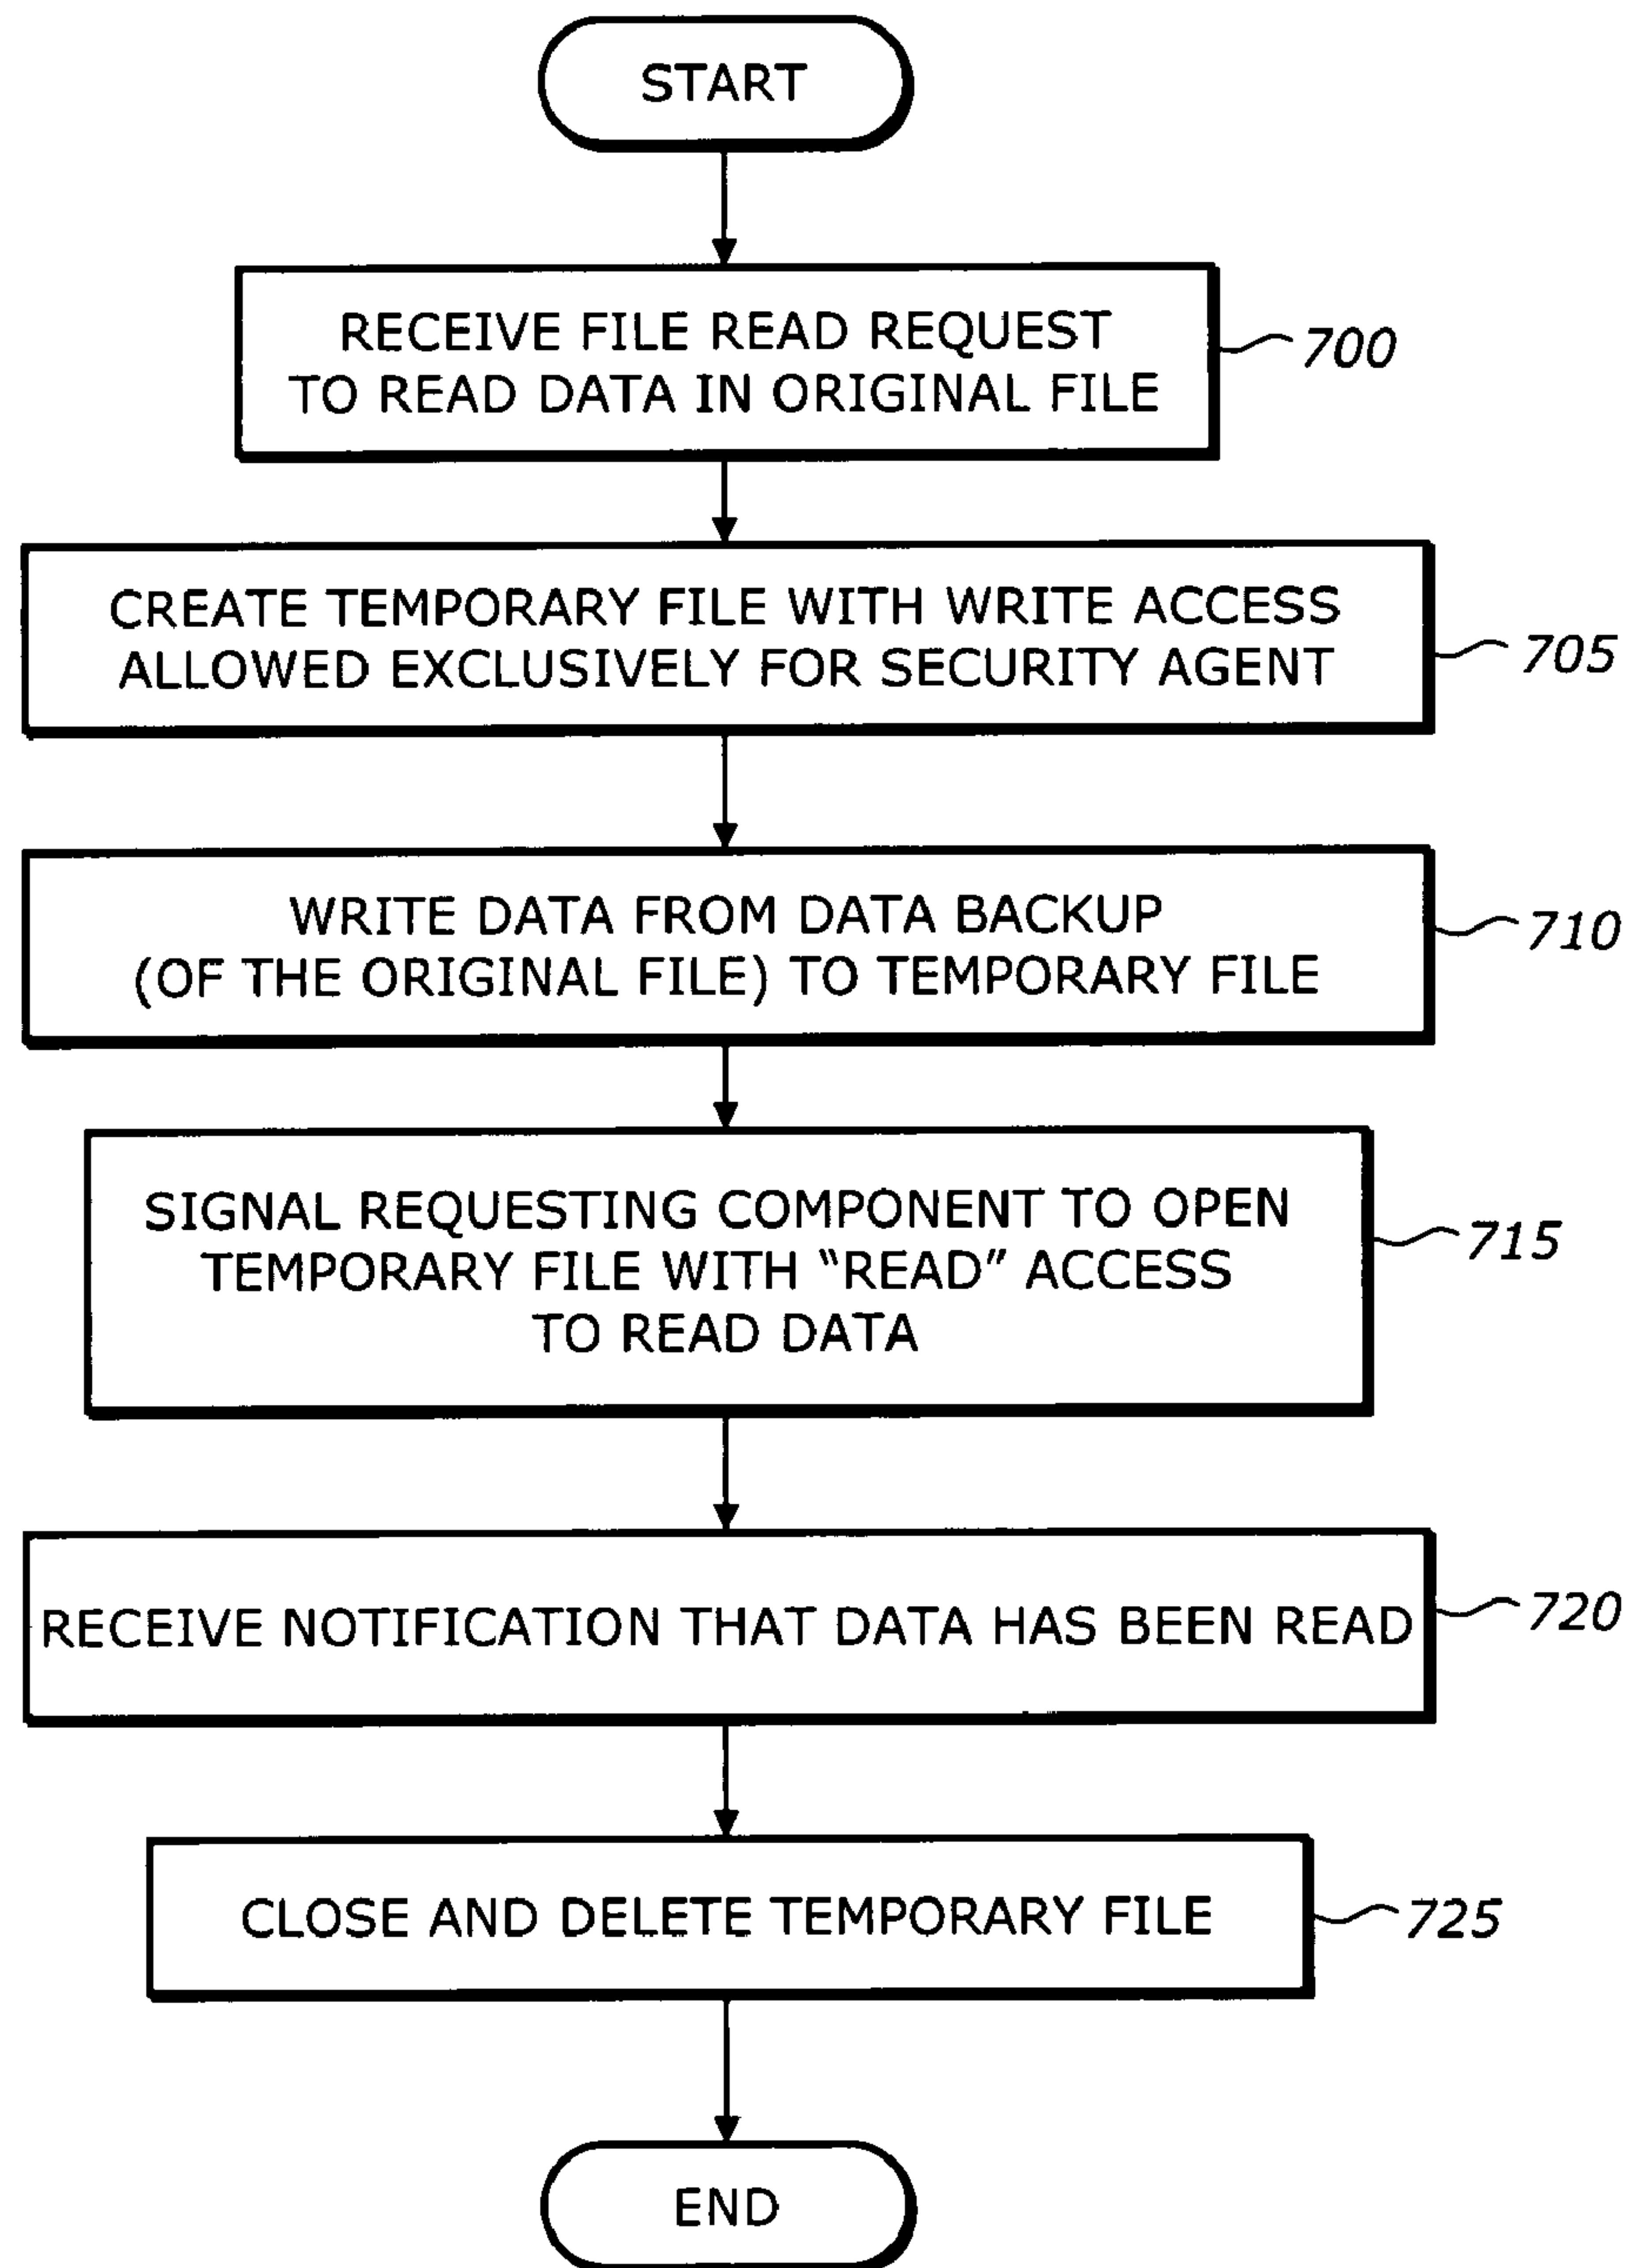 START
RECEIVE FILE READ REQUEST
TO READ DATA IN ORIGINAL FILE
700
CREATE TEMPORARY FILE WITH WRITE ACCESS
ALLOWED EXCLUSIVELY FOR SECURITY AGENT
705
WRITE DATA FROM DATA BACKUP
(OF THE ORIGINAL FILE) TO TEMPORARY FILE
710
SIGNAL REQUESTING COMPONENT TO OPEN
TEMPORARY FILE WITH “READ” ACCESS
TO READ DATA
715
RECEIVE NOTIFICATION THAT DATA HAS BEEN READ
720
CLOSE AND DELETE TEMPORARY FILE
725
END